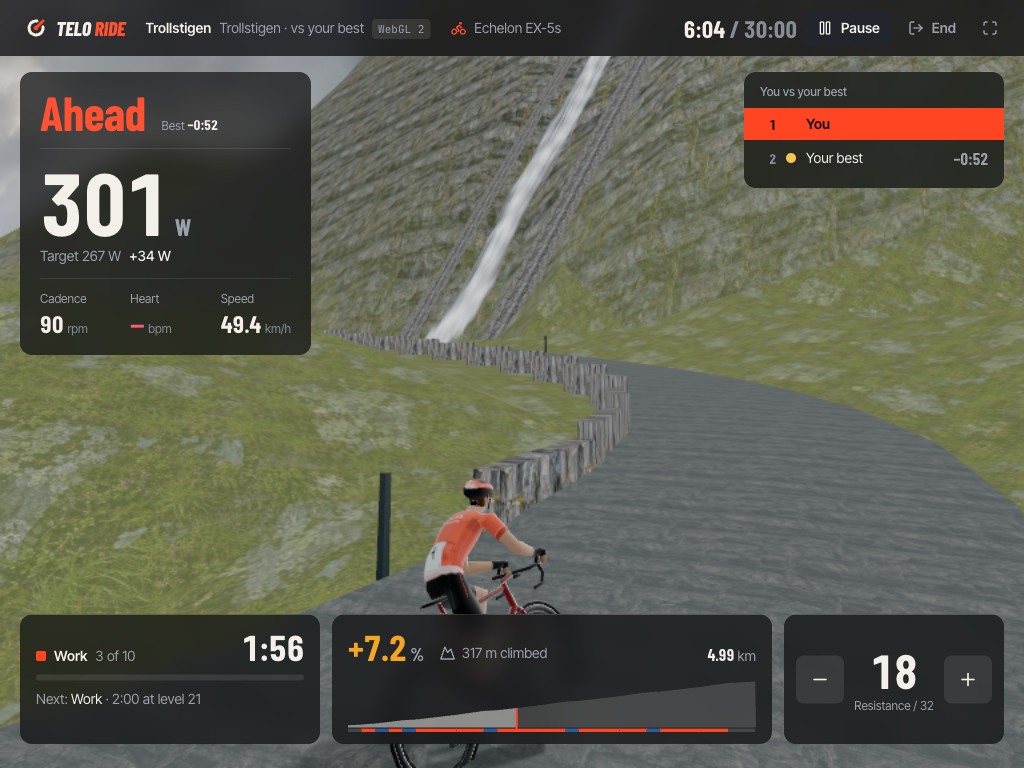 TELO RIDE
Trollstigen Trollstigen · vs your best WebGL 2
Echelon EX-5s
6:04 / 30:00
Pause
End
Ahead Best −0:52
301 W
Target 267 W +34 W
Cadence Heart Speed
90 rpm – bpm 49.4 km/h
You vs your best
1 You
2 Your best −0:52
Work 3 of 10 1:56
Next: Work · 2:00 at level 21
+7.2 % 317 m climbed 4.99 km
− 18 +
Resistance / 32